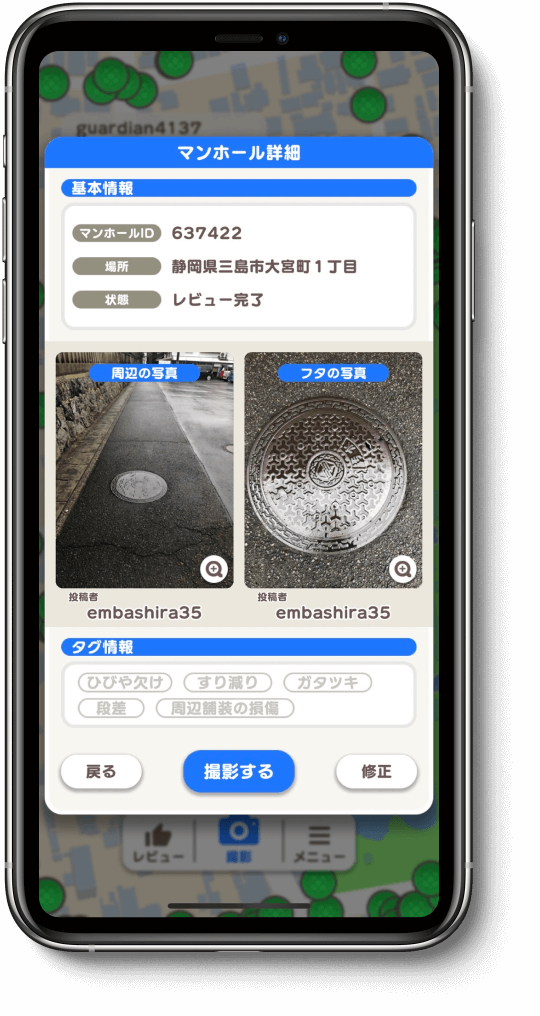 guardian4137
マンホール詳細
基本情報
マンホールID 637422
場所 静岡県三島市大宮町1丁目
状態 レビュー完了
周辺の写真 フタの写真
投稿者 投稿者
embashira35 embashira35
タグ情報
ひびや欠け すり減り ガタツキ
段差 周辺舗装の損傷
戻る 撮影する 修正
レビュー 撮影 メニュー